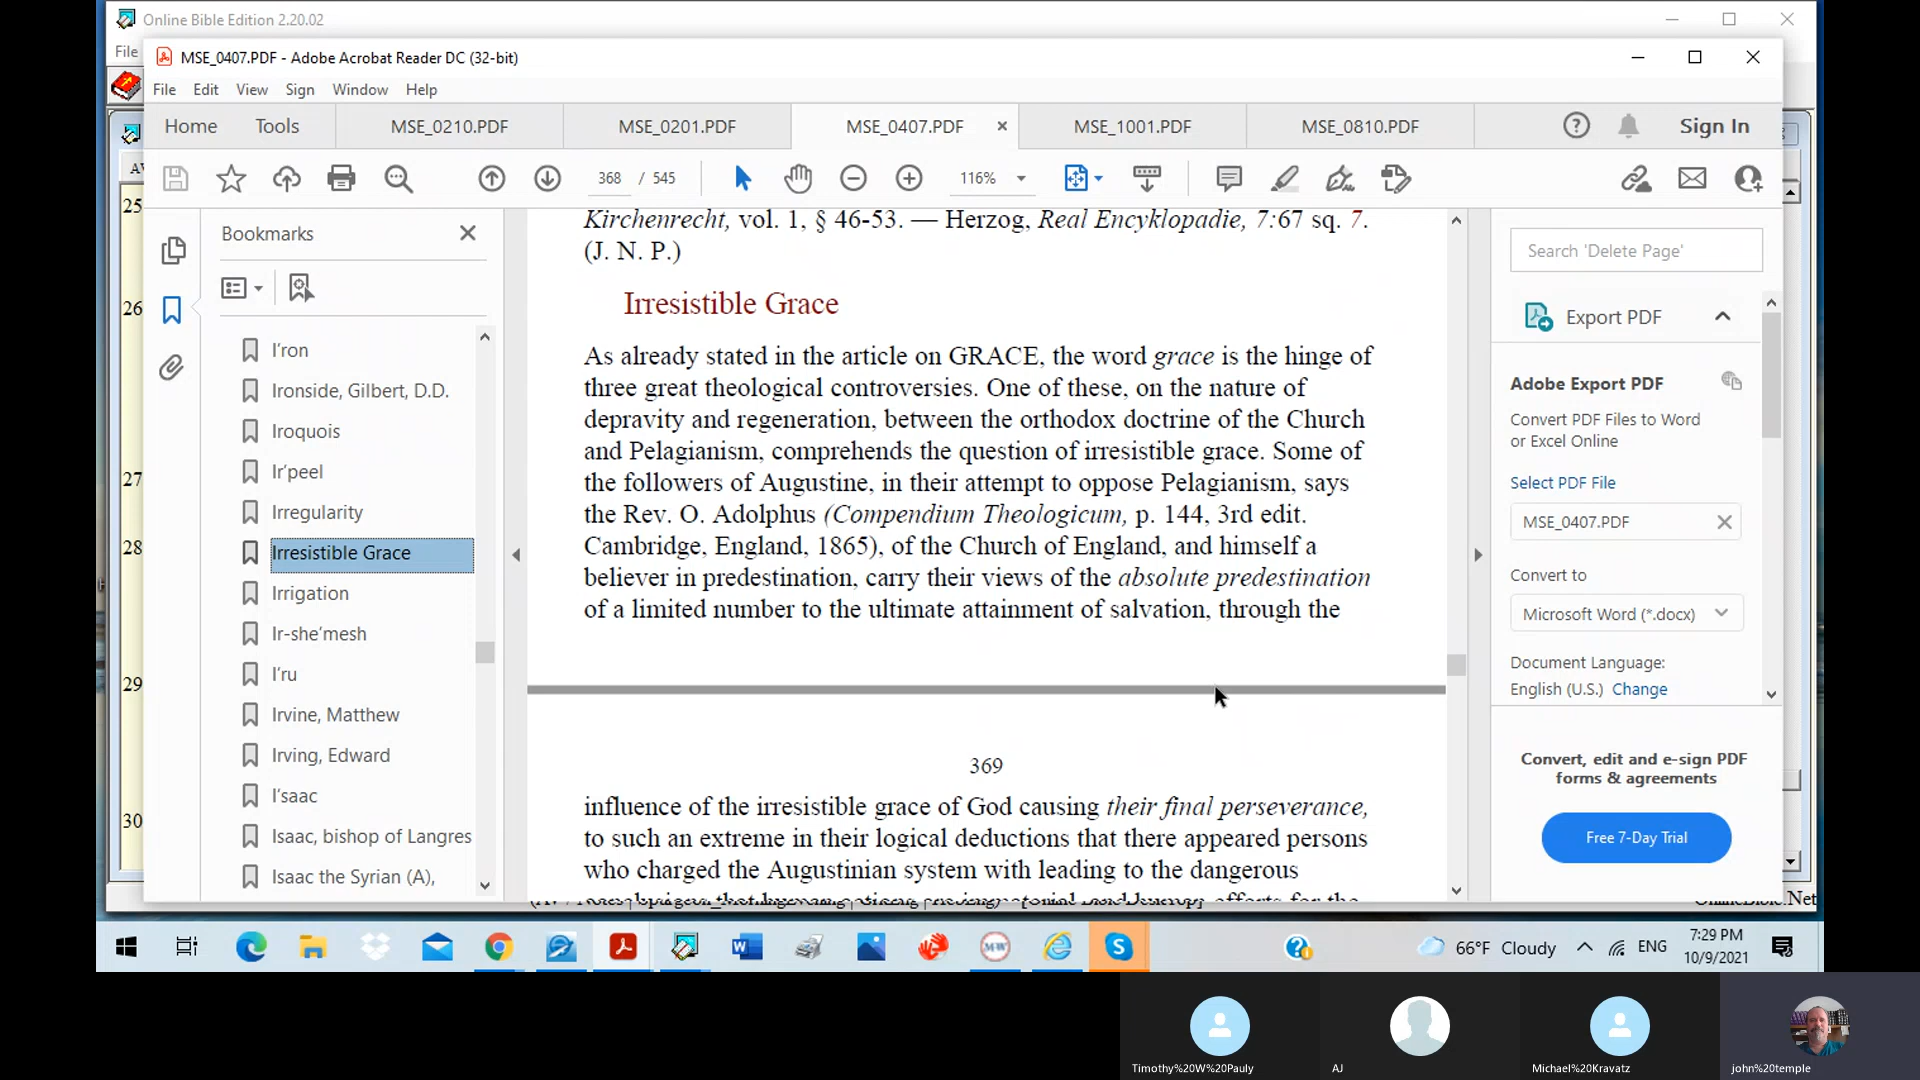 Online Bible Edition 2.20.02
File
MSE_0407.PDF - Adobe Acrobat Reader DC (32-bit)
File Edit View Sign Window Help
Home Tools MSE_0210.PDF MSE_0201.PDF MSE_0407.PDF MSE_1001.PDF MSE_0810.PDF Sign In
368 / 545 116%
25
26
27
28
29
30
Bookmarks
I'ron
Ironside, Gilbert, D.D.
Iroquois
Ir'peel
Irregularity
Irresistible Grace
Irrigation
Ir-she'mesh
I'ru
Irvine, Matthew
Irving, Edward
I'saac
Isaac, bishop of Langres
Isaac the Syrian (A),
Kirchenrecht, vol. 1, § 46-53. — Herzog, Real Encyklopadie, 7:67 sq. 7.
(J. N. P.)
Irresistible Grace
As already stated in the article on GRACE, the word grace is the hinge of
three great theological controversies. One of these, on the nature of
depravity and regeneration, between the orthodox doctrine of the Church
and Pelagianism, comprehends the question of irresistible grace. Some of
the followers of Augustine, in their attempt to oppose Pelagianism, says
the Rev. O. Adolphus (Compendium Theologicum, p. 144, 3rd edit.
Cambridge, England, 1865), of the Church of England, and himself a
believer in predestination, carry their views of the absolute predestination
of a limited number to the ultimate attainment of salvation, through the
369
influence of the irresistible grace of God causing their final perseverance,
to such an extreme in their logical deductions that there appeared persons
who charged the Augustinian system with leading to the dangerous
Search 'Delete Page'
Export PDF
Adobe Export PDF
Convert PDF Files to Word
or Excel Online
Select PDF File
MSE_0407.PDF
Convert to
Microsoft Word (*.docx)
Document Language:
English (U.S.) Change
Convert, edit and e-sign PDF
forms & agreements
Free 7-Day Trial
OnlineBible.Net
66°F Cloudy ENG 7:29 PM
10/9/2021
Timothy%20W%20Pauly AJ Michael%20Kravatz john%20temple